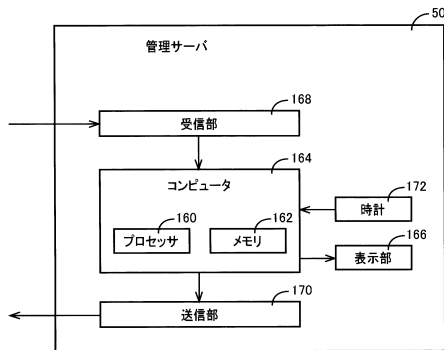 50
管理サーバ
168
受信部
164
コンピュータ
172
時計
160
プロセッサ
162
メモリ
166
表示部
170
送信部